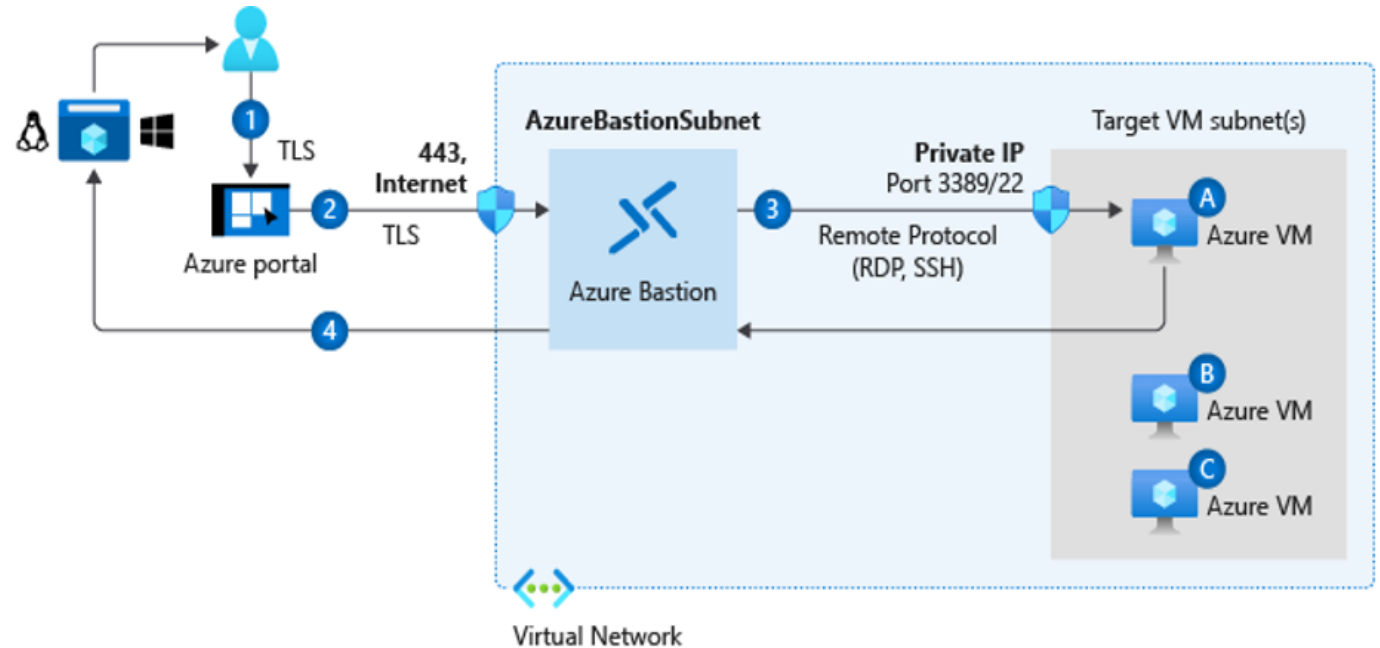 1
TLS
Azure portal
443,
Internet
2
TLS
4
AzureBastionSubnet
Azure Bastion
3
Private IP
Port 3389/22
Remote Protocol
(RDP, SSH)
Target VM subnet(s)
A
Azure VM
B
Azure VM
C
Azure VM
Virtual Network